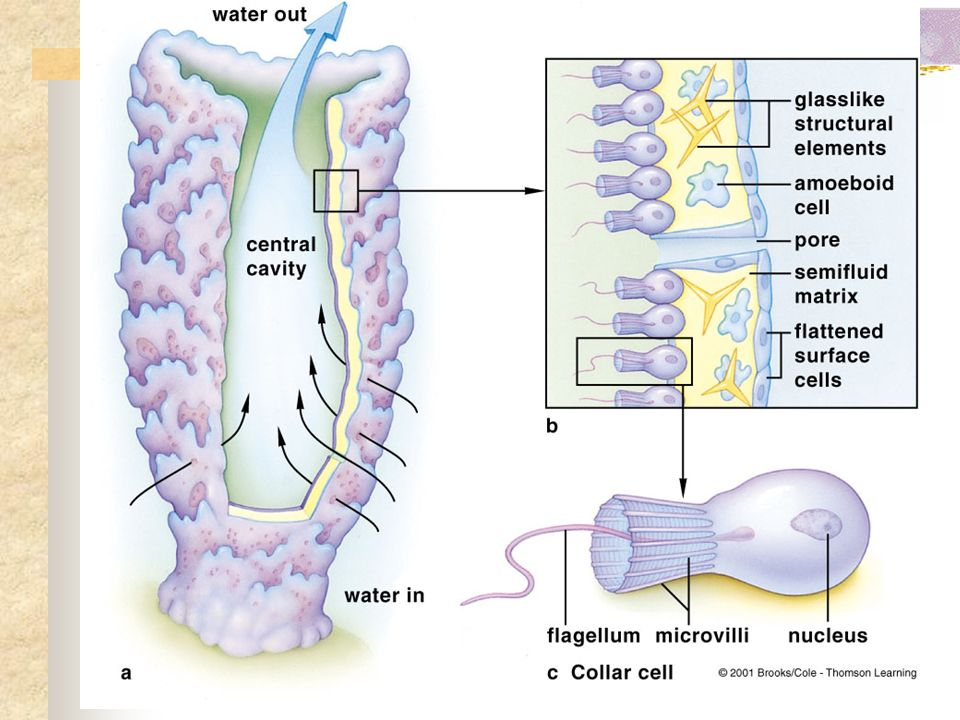 water out
central
cavity
water in
a
glasslike
structural
elements
amoeboid
cell
pore
semifluid
matrix
flattened
surface
cells
b
flagellum microvilli nucleus
c Collar cell
© 2001 Brooks/Cole - Thomson Learning